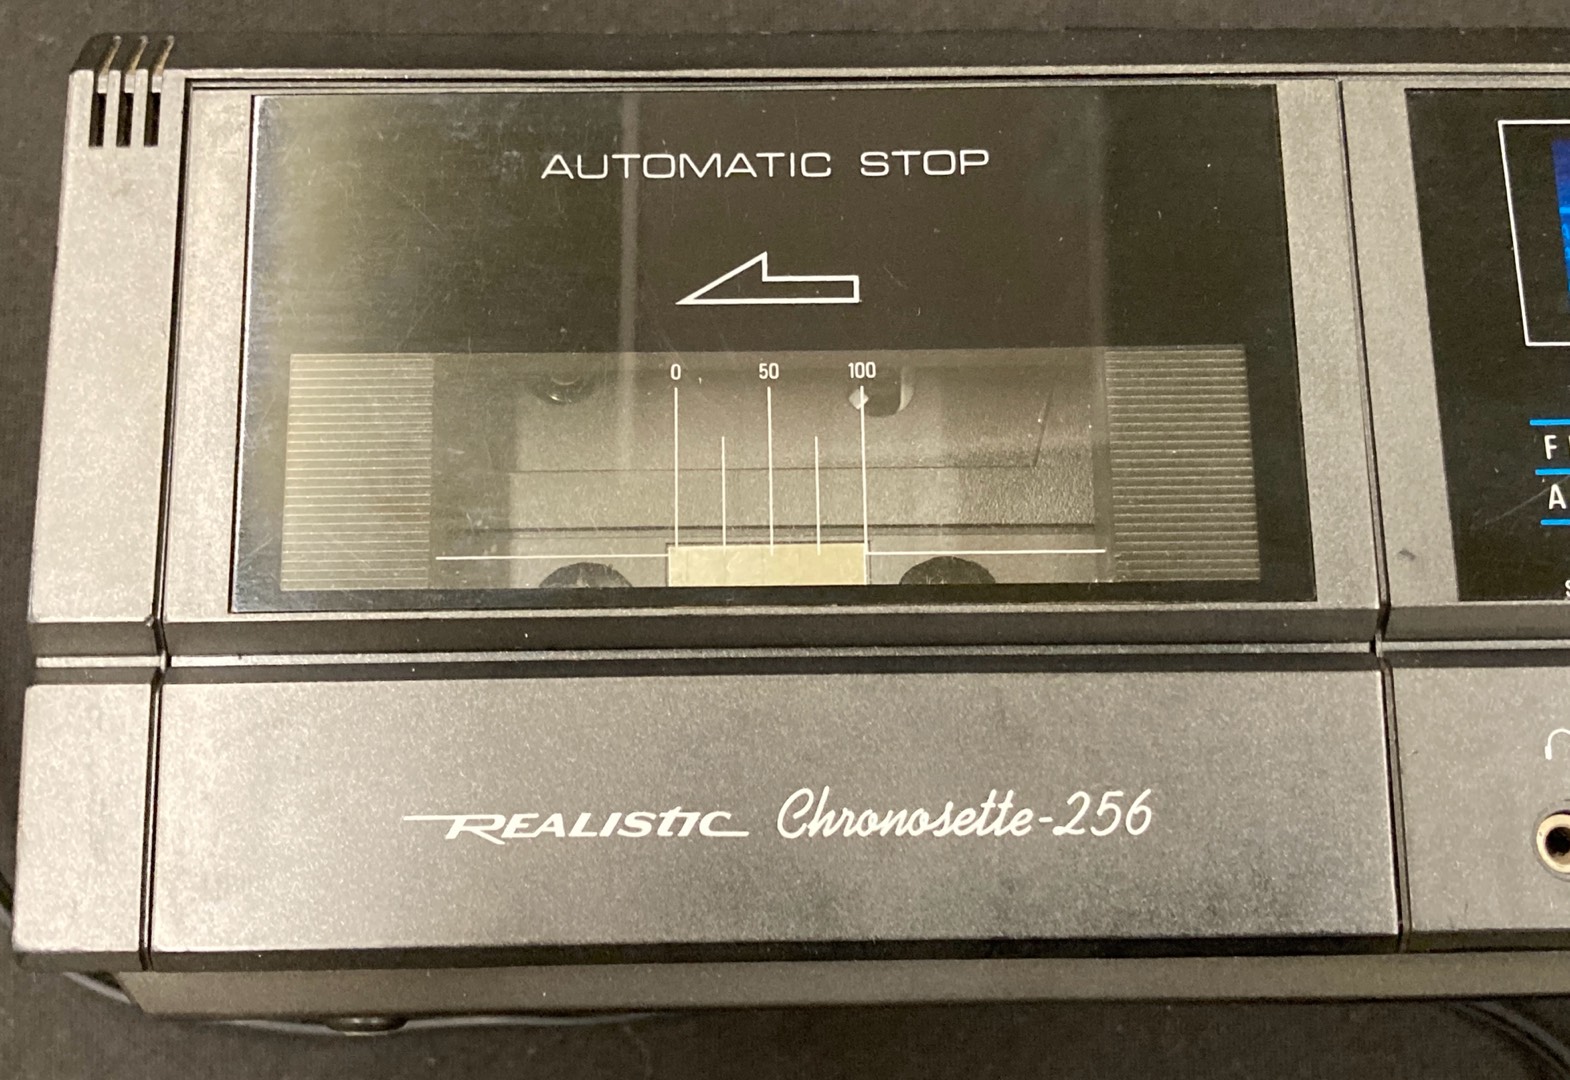 AUTOMATIC STOP
0 50 100
REALISTIC Chronosette-256